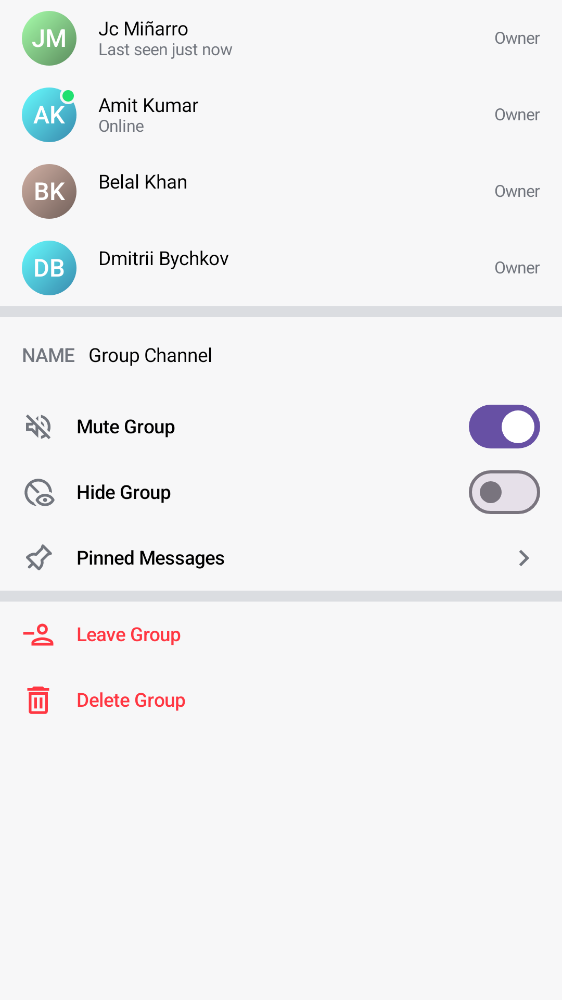 JM
Jc Miñarro
Last seen just now
Owner
AK
Amit Kumar
Online
Owner
BK
Belal Khan
Owner
DB
Dmitrii Bychkov
Owner
NAME Group Channel
Mute Group
Hide Group
Pinned Messages
Leave Group
Delete Group